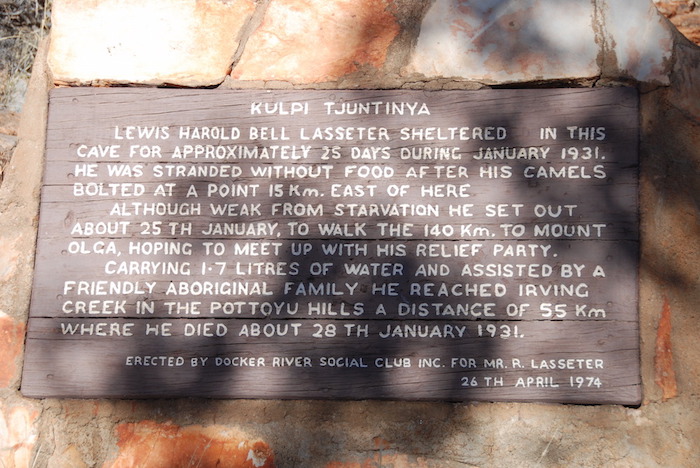 KULPI TJUNTINYA
LEWIS HAROLD BELL LASSETER SHELTERED IN THIS
CAVE FOR APPROXIMATELY 25 DAYS DURING JANUARY 1931.
HE WAS STRANDED WITHOUT FOOD AFTER HIS CAMELS
BOLTED AT A POINT 15 Km. EAST OF HERE
ALTHOUGH WEAK FROM STARVATION HE SET OUT
ABOUT 25 TH JANUARY, TO WALK THE 140 Km. TO MOUNT
OLGA, HOPING TO MEET UP WITH HIS RELIEF PARTY.
CARRYING 1·7 LITRES OF WATER AND ASSISTED BY A
FRIENDLY ABORIGINAL FAMILY HE REACHED IRVING
CREEK IN THE POTTOYU HILLS A DISTANCE OF 55 Km
WHERE HE DIED ABOUT 28 TH JANUARY 1931.
ERECTED BY DOCKER RIVER SOCIAL CLUB INC. FOR MR. R. LASSETER
26 TH APRIL 1974